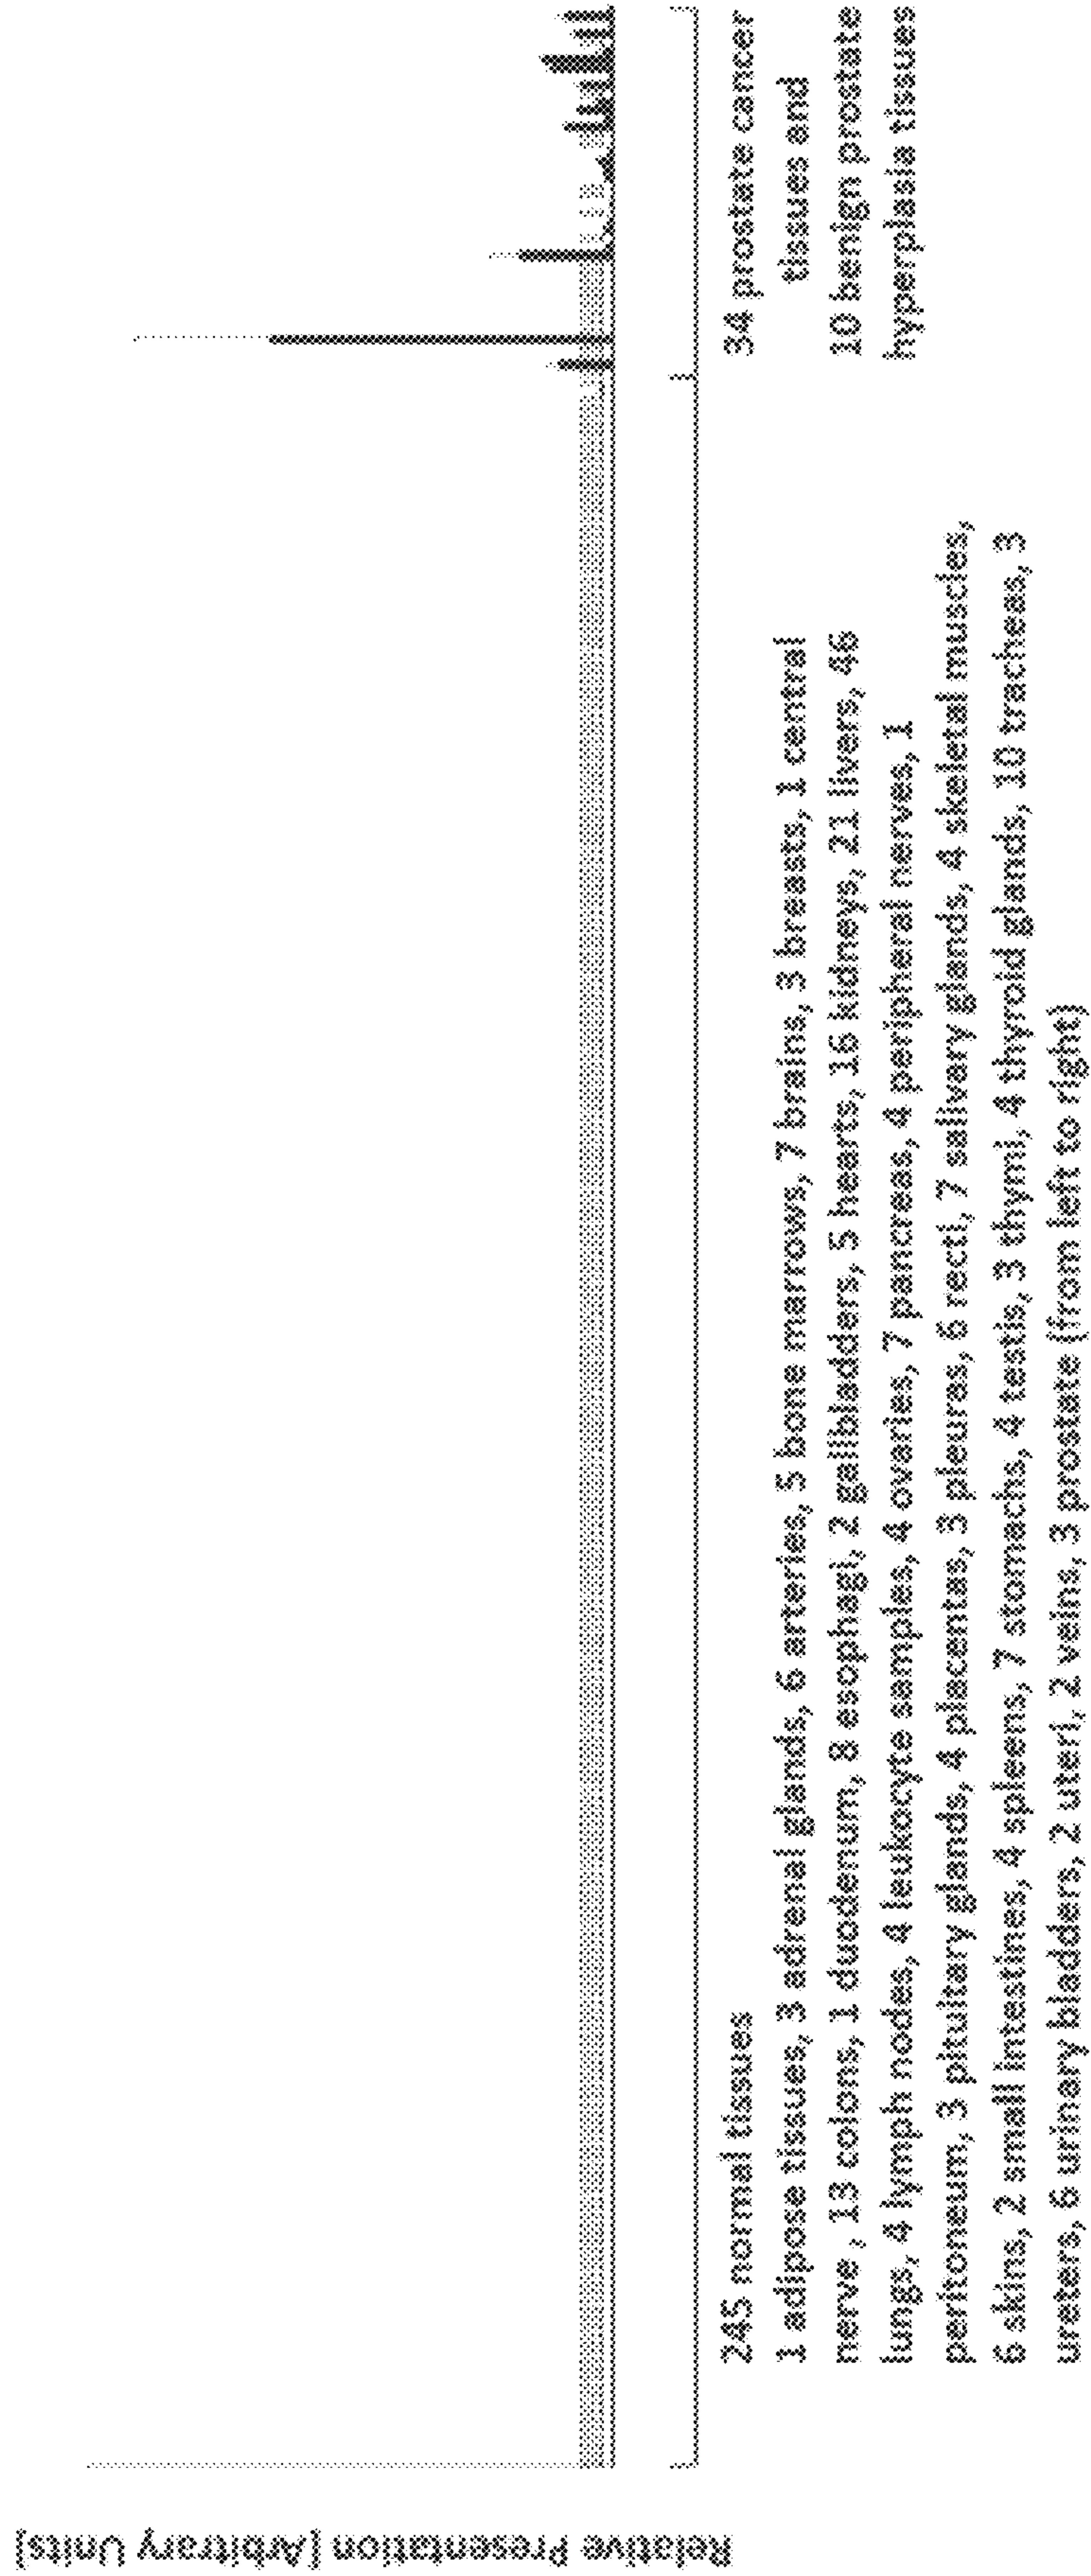 Relative Presentation [Arbitrary Units]
245 normal tissues
1 adipose tissues, 3 adrenal glands, 6 arteries, 5 bone marrows, 7 brains, 3 breasts, 1 central
nerve , 13 colons, 1 duodenum, 8 esophagi, 2 gallbladders, 5 hearts, 16 kidneys, 21 livers, 46
lungs, 4 lymph nodes, 4 leukocyte samples, 4 ovaries, 7 pancreas, 4 peripheral nerves, 1
peritoneum, 3 pituitary glands, 4 placentas, 3 pleuras, 6 recti, 7 salivary glands, 4 skeletal muscles,
6 skins, 2 small intestines, 4 spleens, 7 stomachs, 4 testis, 3 thymi, 4 thyroid glands, 10 tracheas, 3
ureters, 6 urinary bladders, 2 uteri, 2 veins, 3 prostate (from left to right)
34 prostate cancer
tissues and
10 benign prostate
hyperplasia tissues